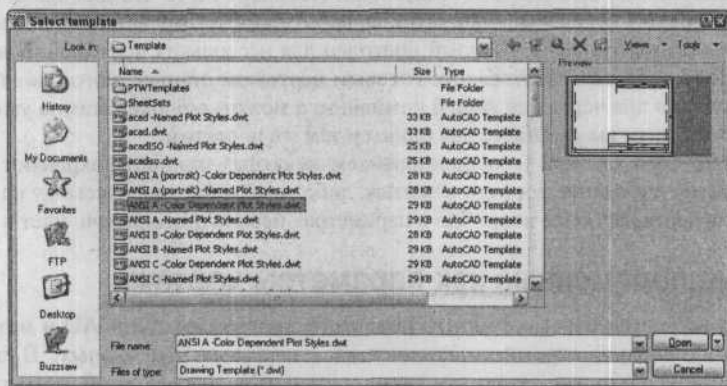 Select template
Look in: Template Views Tools
Name Size Type Preview
PTWTemplates File Folder
SheetSets File Folder
acad -Named Plot Styles.dwt 33 KB AutoCAD Template
acad.dwt 33 KB AutoCAD Template
acadISO -Named Plot Styles.dwt 25 KB AutoCAD Template
acadiso.dwt 25 KB AutoCAD Template
ANSI A (portrait) -Color Dependent Plot Styles.dwt 28 KB AutoCAD Template
ANSI A (portrait) -Named Plot Styles.dwt 28 KB AutoCAD Template
ANSI A -Color Dependent Plot Styles.dwt 29 KB AutoCAD Template
ANSI A -Named Plot Styles.dwt 29 KB AutoCAD Template
ANSI B -Color Dependent Plot Styles.dwt 28 KB AutoCAD Template
ANSI B -Named Plot Styles.dwt 29 KB AutoCAD Template
ANSI C -Color Dependent Plot Styles.dwt 29 KB AutoCAD Template
ANSI C -Named Plot Styles.dwt 29 KB AutoCAD Template
History
My Documents
Favorites
FTP
Desktop
Buzzsaw
File name: ANSI A -Color Dependent Plot Styles.dwt Open
Files of type: Drawing Template (*.dwt) Cancel